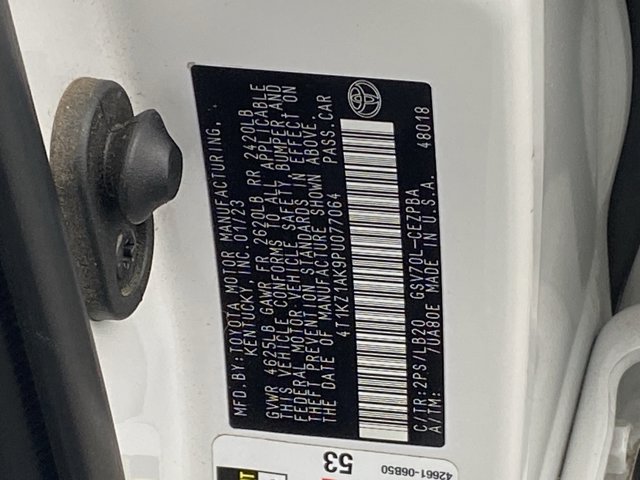 MFD.BY:TOYOTA MOTOR MANUFACTURING,
KENTUCKY, INC. 01/23
GVWR 4625LB GAWR FR 2620LB RR 2420LB
THIS VEHICLE CONFORMS TO ALL APPLICABLE
FEDERAL MOTOR VEHICLE SAFETY, BUMPER AND
THEFT PREVENTION STANDARDS IN EFFECT ON
THE DATE OF MANUFACTURE SHOWN ABOVE.
4T1KZ1AK9PU077064 PASS.CAR
C/TR:2PS/LB20 GSV70L-CEZPBA
A/TM: /UA80E MADE IN U.S.A. 48018
53
42661-06B50